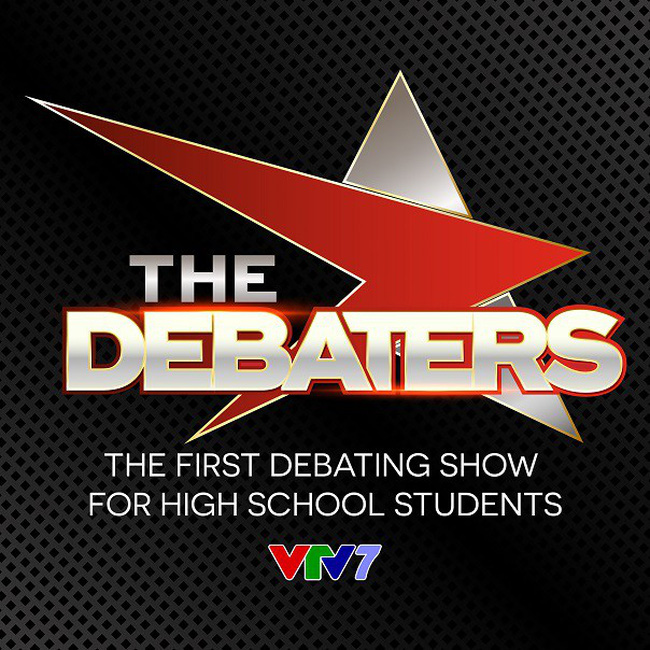 THE
DEBATERS
THE FIRST DEBATING SHOW
FOR HIGH SCHOOL STUDENTS
VTV7